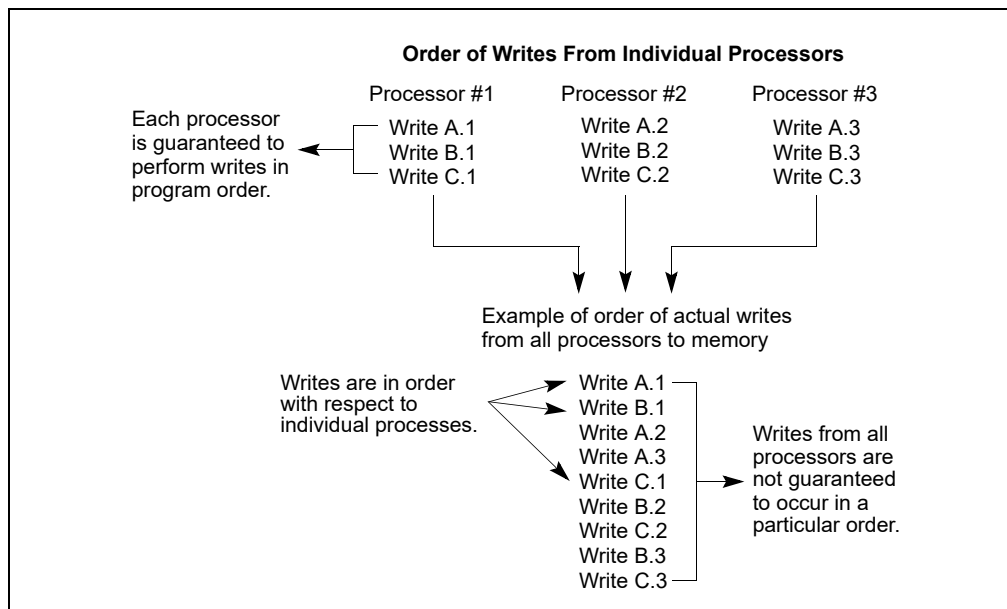 Order of Writes From Individual Processors
Processor #1
Processor #2
Processor #3
Each processor
is guaranteed to
perform writes in
program order.
Write A.1
Write B.1
Write C.1
Write A.2
Write B.2
Write C.2
Write A.3
Write B.3
Write C.3
Example of order of actual writes
from all processors to memory
Writes are in order
with respect to
individual processes.
Write A.1
Write B.1
Write A.2
Write A.3
Write C.1
Write B.2
Write C.2
Write B.3
Write C.3
Writes from all
processors are
not guaranteed
to occur in a
particular order.